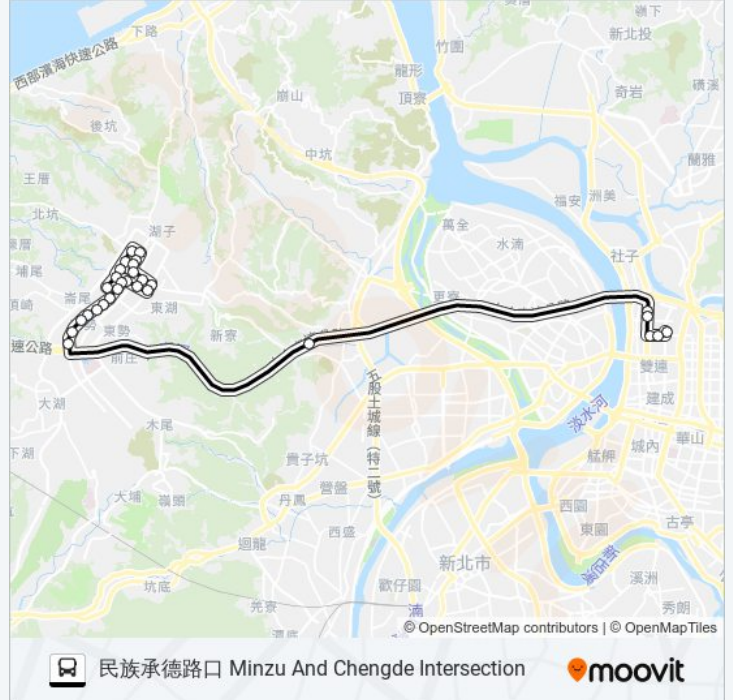 下路
嶺下
竹圍
新北投
西部濱海快速公路
龍形
磺溪
奇岩
崩山
頂寮
後坑
中坑
蘭雅
王厝
福安
洲美
北坑
萬全
湖子
水湳
社子
埔尾
崙尾
東湖
更寮
東勢
新寮
速公路
前庄
雙連
大湖
五股土城線（特二號）
建成
淡水河
木尾
華山
城內
下湖
貴子坑
艋舺
營盤
大埔
嶺頭
丹鳳
西園
古亭
西盛
東園
迴龍
新店溪
新北市
溪洲
坑底
歡仔園
秀朗
湳
© OpenStreetMap contributors | © OpenMapTiles
民族承德路口 Minzu And Chengde Intersection
moovit